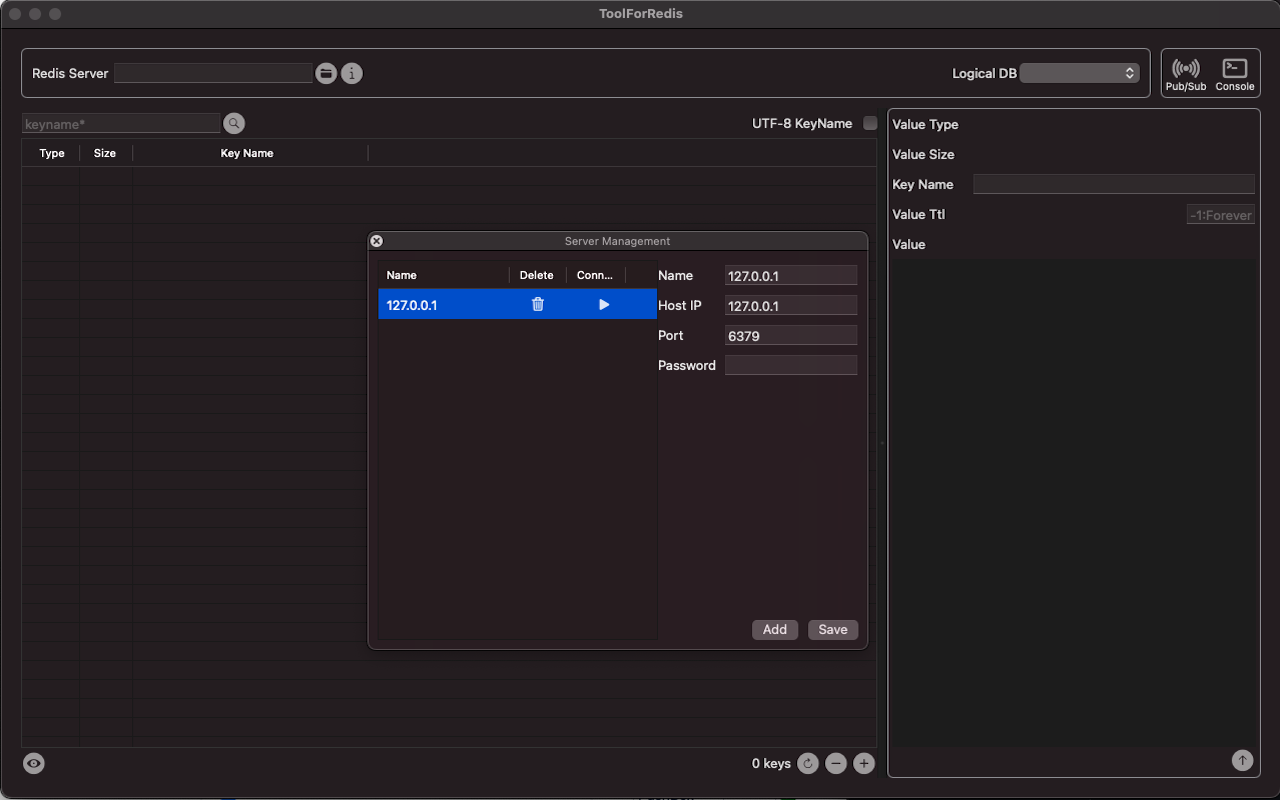 ToolForRedis
Redis Server
Logical DB
Pub/Sub
Console
keyname*
UTF-8 KeyName
Type Size Key Name
Value Type
Value Size
Key Name
Value Ttl
-1:Forever
Value
Server Management
Name Delete Conn...
127.0.0.1
Name 127.0.0.1
Host IP 127.0.0.1
Port 6379
Password
Add Save
0 keys